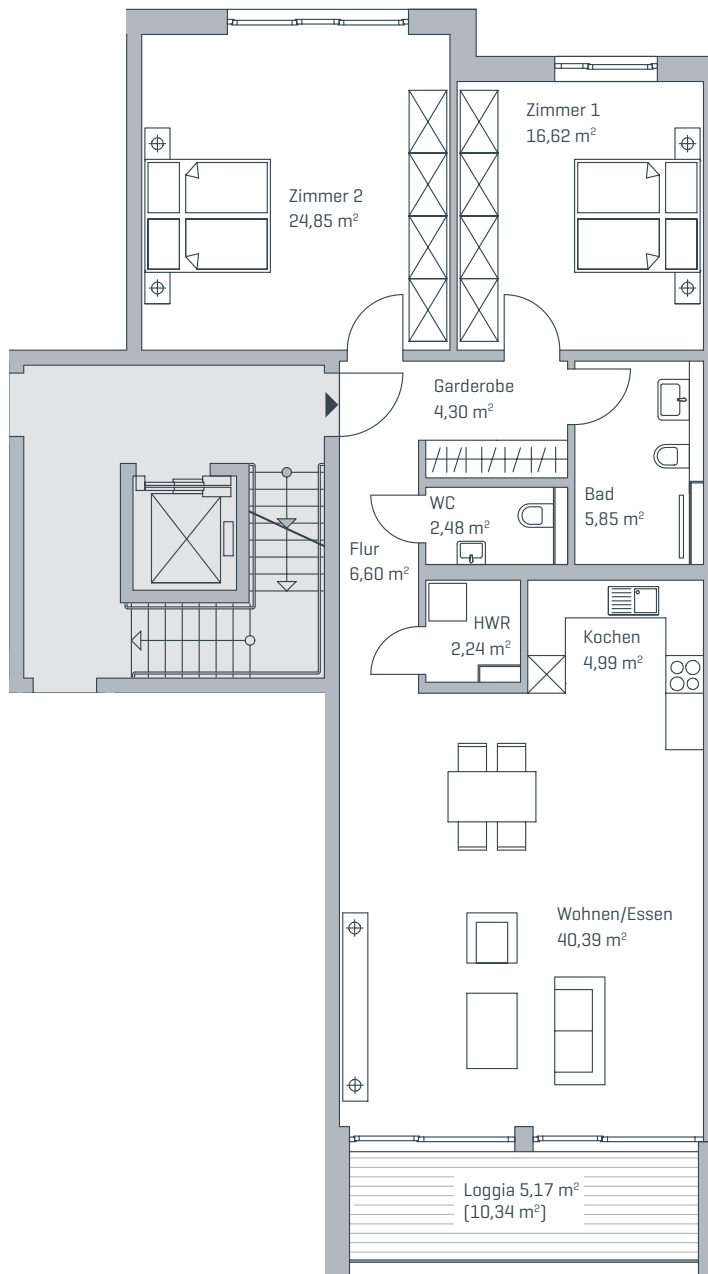 Zimmer 1
16,62 m²
Zimmer 2
24,85 m²
Garderobe
4,30 m²
WC
2,48 m²
Bad
5,85 m²
Flur
6,60 m²
HWR
2,24 m²
Kochen
4,99 m²
Wohnen/Essen
40,39 m²
Loggia 5,17 m²
(10,34 m²)